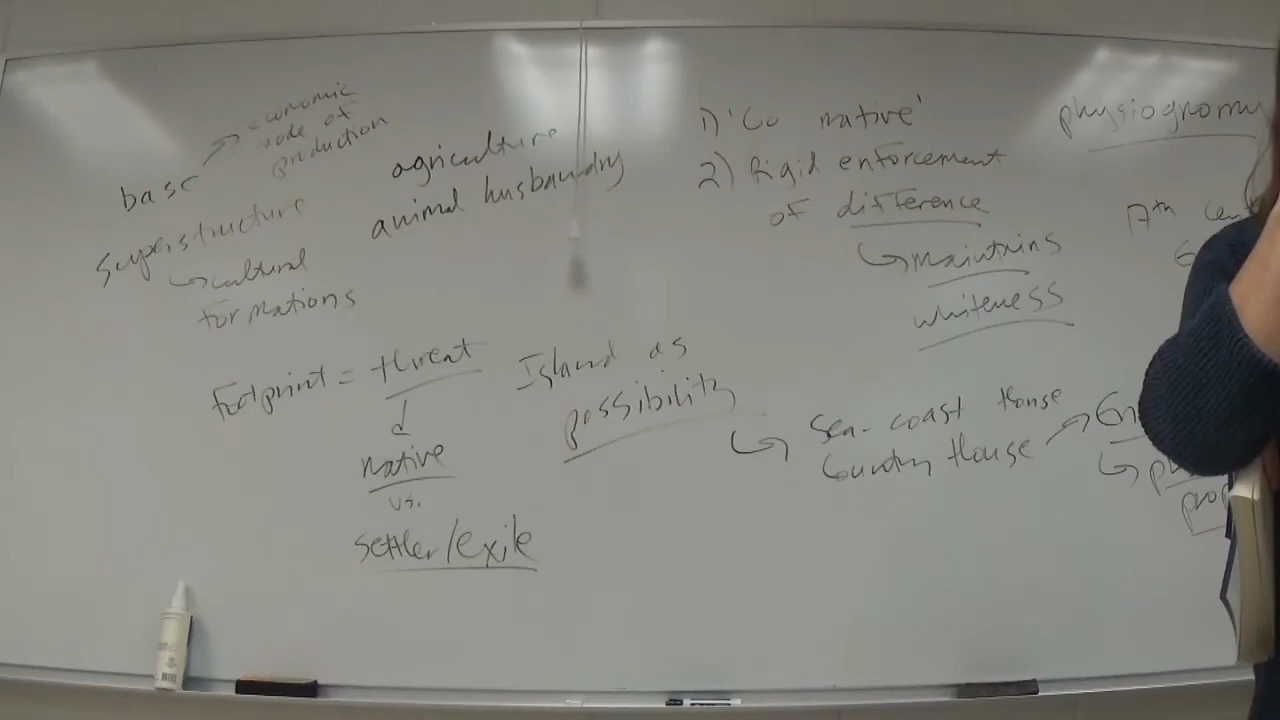 base
economic
mode of
production
superstructure
cultural
formations
agriculture
animal husbandry
footprint = threat
native
vs.
settler/exile
Island as
possibility
Sea-coast House
Country House
1) 'Go native'
2) Rigid enforcement
of difference
maintains
whiteness
physiognomy
17th